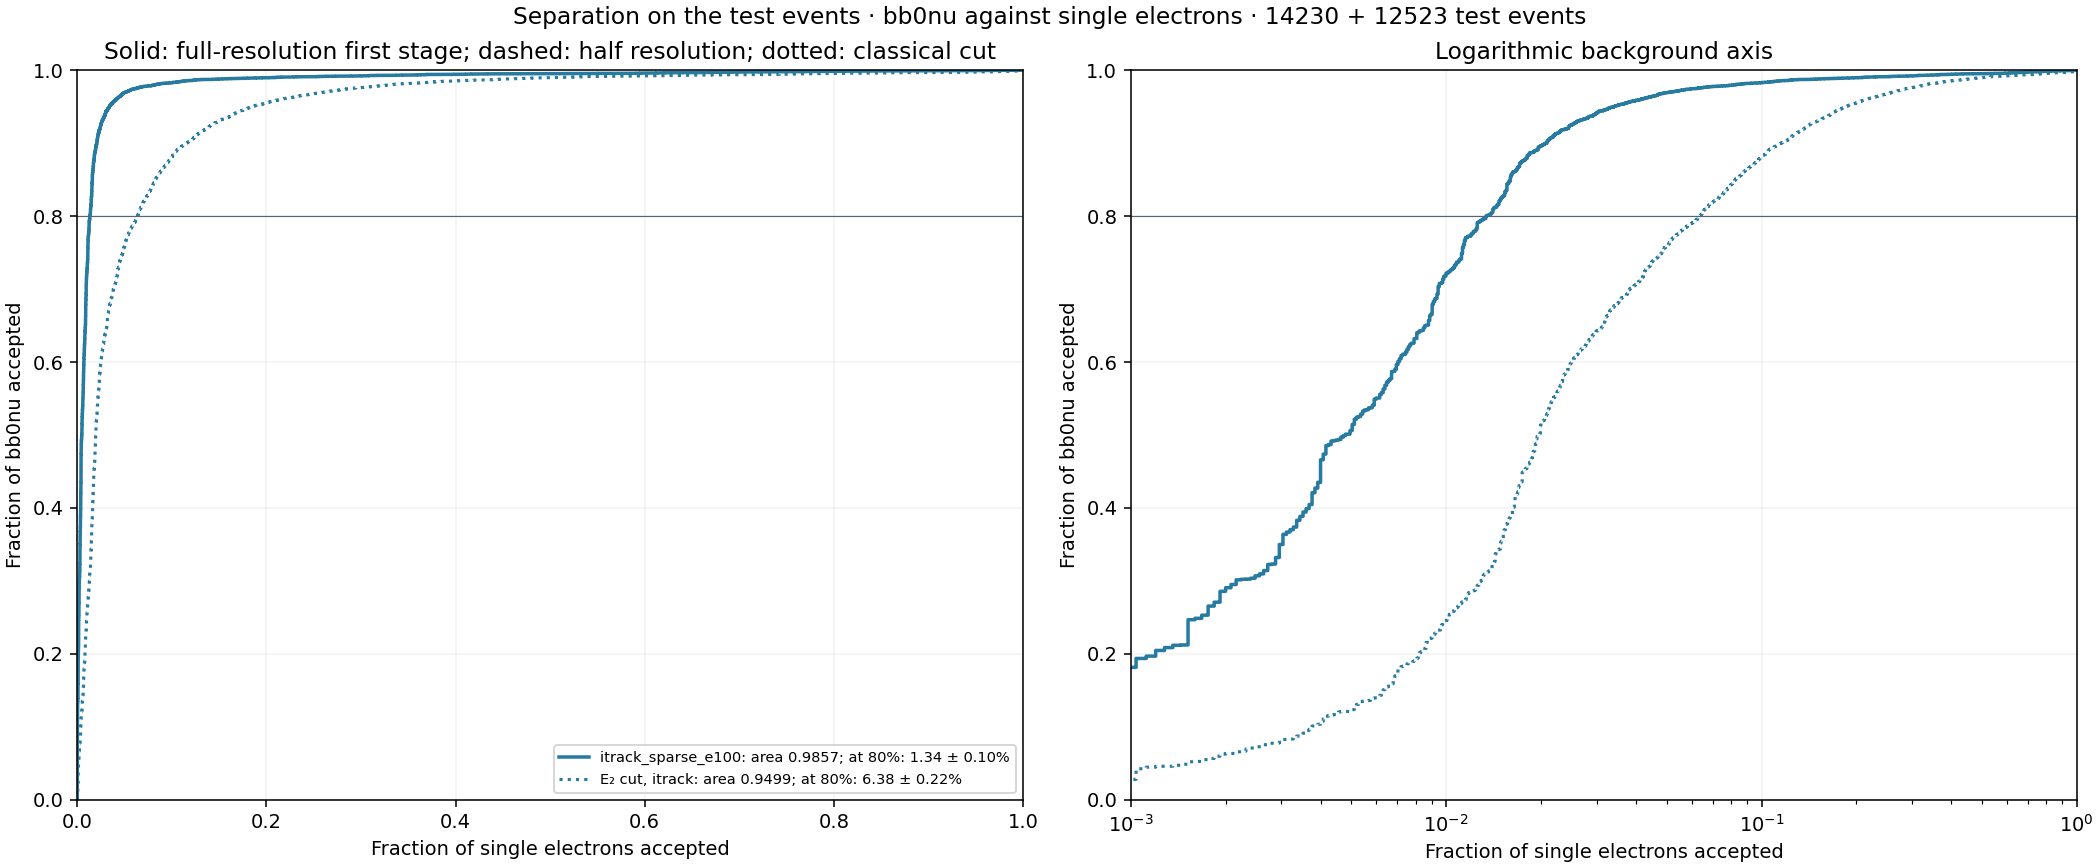 Separation on the test events · bb0nu against single electrons · 14230 + 12523 test events
Solid: full-resolution first stage; dashed: half resolution; dotted: classical cut
1.0
0.8
0.6
0.4
0.2
0.0
Fraction of bb0nu accepted
itrack_sparse_e100: area 0.9857; at 80%: 1.34 ± 0.10%
E₂ cut, itrack: area 0.9499; at 80%: 6.38 ± 0.22%
0.0 0.2 0.4 0.6 0.8 1.0
Fraction of single electrons accepted
Logarithmic background axis
1.0
0.8
0.6
0.4
0.2
0.0
Fraction of bb0nu accepted
10⁻³ 10⁻² 10⁻¹ 10⁰
Fraction of single electrons accepted